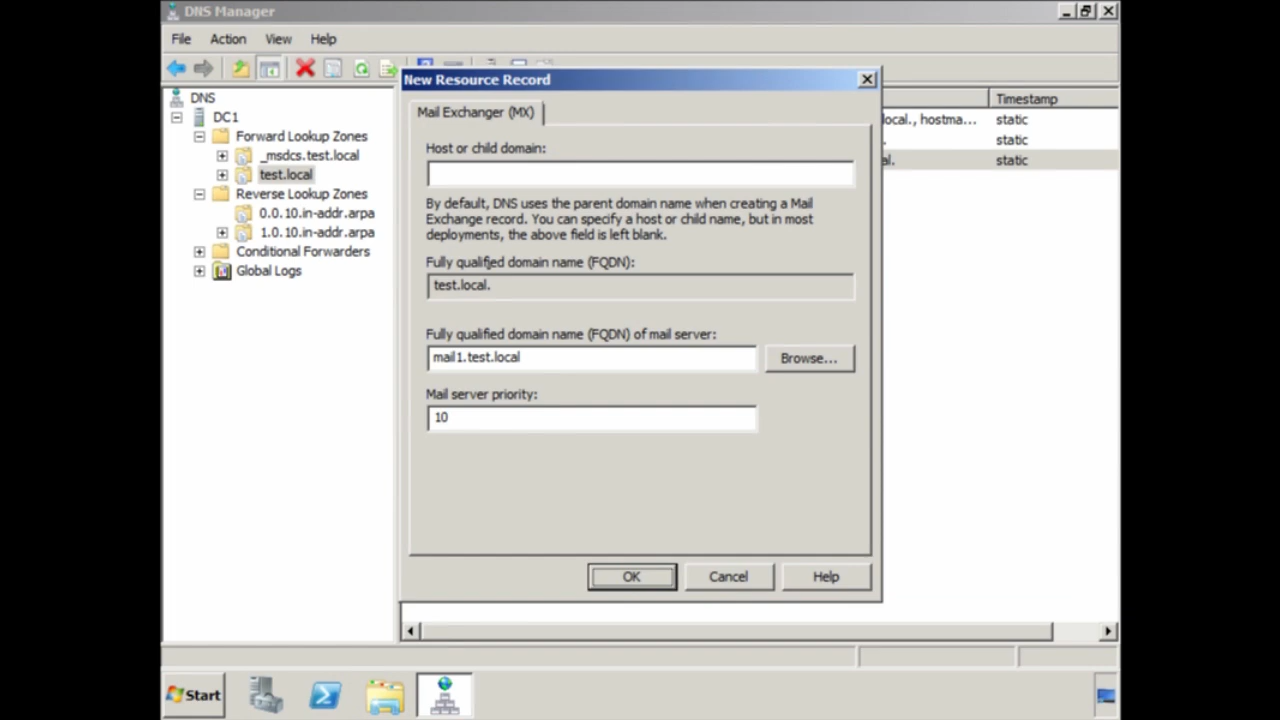 DNS Manager
File Action View Help
DNS
DC1
Forward Lookup Zones
_msdcs.test.local
test.local
Reverse Lookup Zones
0.0.10.in-addr.arpa
1.0.10.in-addr.arpa
Conditional Forwarders
Global Logs
Timestamp
local., hostma... static
static
al. static
New Resource Record
Mail Exchanger (MX)
Host or child domain:
By default, DNS uses the parent domain name when creating a Mail
Exchange record. You can specify a host or child name, but in most
deployments, the above field is left blank.
Fully qualified domain name (FQDN):
test.local.
Fully qualified domain name (FQDN) of mail server:
mail1.test.local
Browse...
Mail server priority:
10
OK Cancel Help
Start